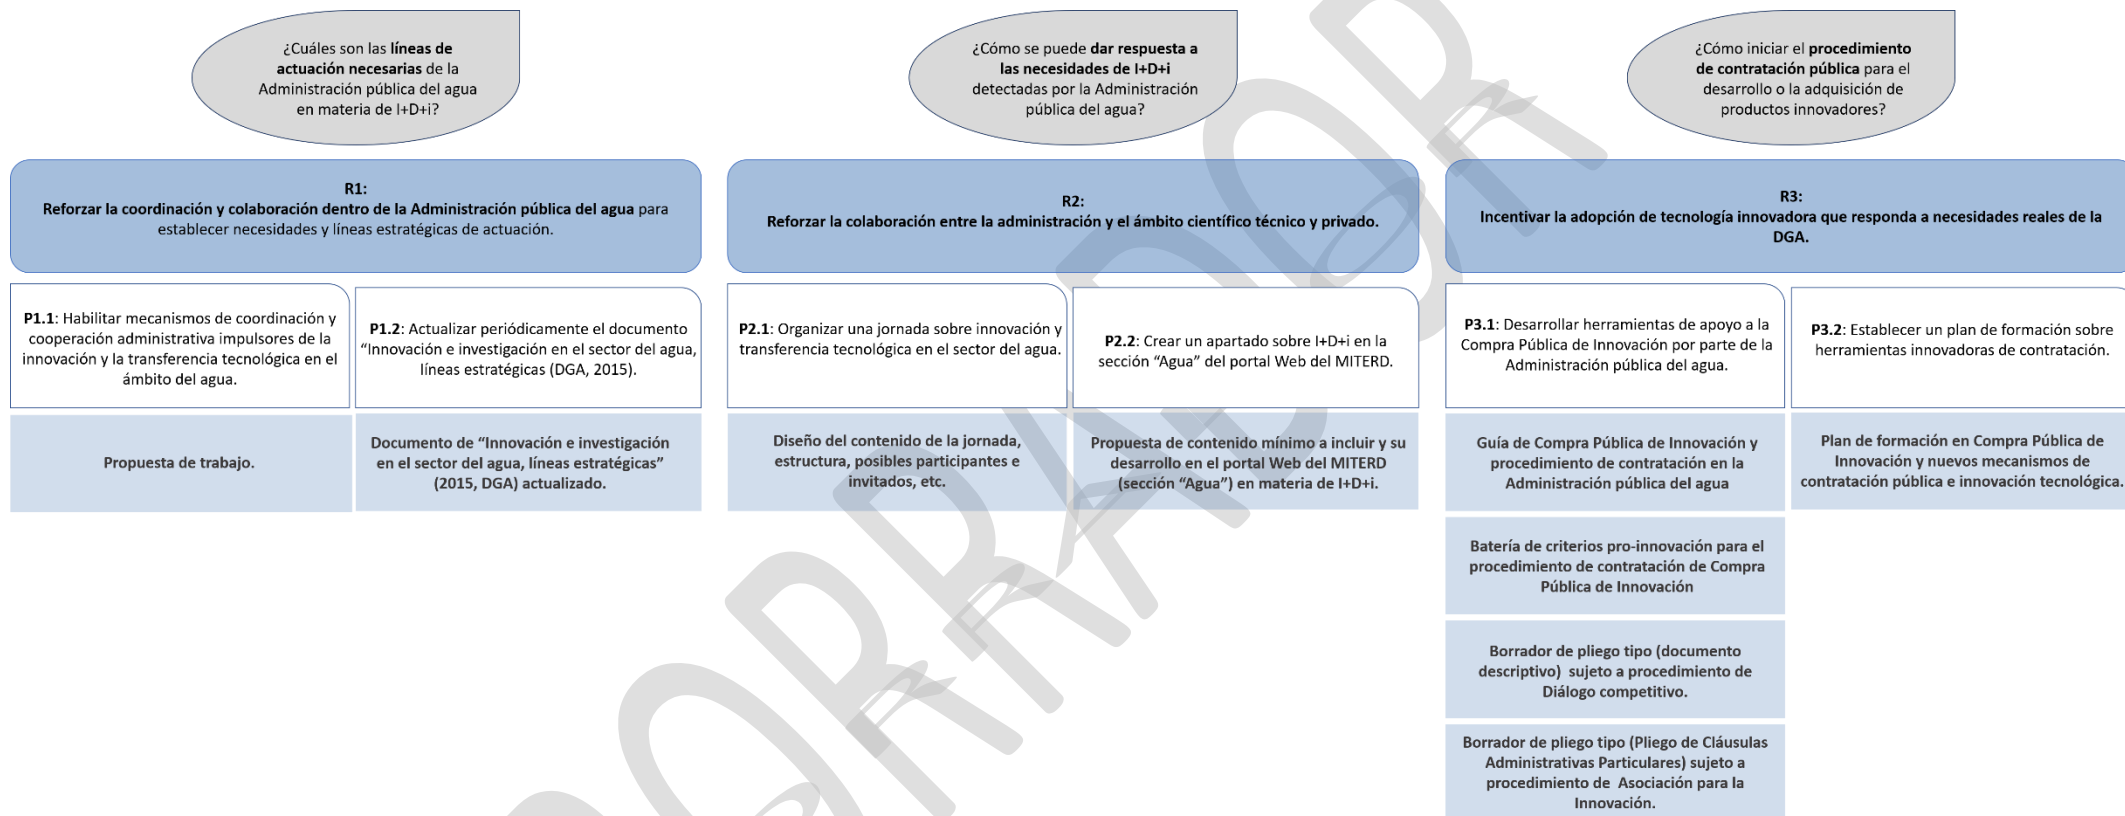 ¿Cuáles son las líneas de
actuación necesarias de la
Administración pública del agua
en materia de I+D+i?
¿Cómo se puede dar respuesta a
las necesidades de I+D+i
detectadas por la Administración
pública del agua?
¿Cómo iniciar el procedimiento
de contratación pública para el
desarrollo o la adquisición de
productos innovadores?
R1:
Reforzar la coordinación y colaboración dentro de la Administración pública del agua para
establecer necesidades y líneas estratégicas de actuación.
R2:
Reforzar la colaboración entre la administración y el ámbito científico técnico y privado.
R3:
Incentivar la adopción de tecnología innovadora que responda a necesidades reales de la
DGA.
P1.1: Habilitar mecanismos de coordinación y
cooperación administrativa impulsores de la
innovación y la transferencia tecnológica en el
ámbito del agua.
P1.2: Actualizar periódicamente el documento
“Innovación e investigación en el sector del agua,
líneas estratégicas (DGA, 2015).
P2.1: Organizar una jornada sobre innovación y
transferencia tecnológica en el sector del agua.
P2.2: Crear un apartado sobre I+D+i en la
sección “Agua” del portal Web del MITERD.
P3.1: Desarrollar herramientas de apoyo a la
Compra Pública de Innovación por parte de la
Administración pública del agua.
P3.2: Establecer un plan de formación sobre
herramientas innovadoras de contratación.
Propuesta de trabajo.
Documento de “Innovación e investigación
en el sector del agua, líneas estratégicas”
(2015, DGA) actualizado.
Diseño del contenido de la jornada,
estructura, posibles participantes e
invitados, etc.
Propuesta de contenido mínimo a incluir y su
desarrollo en el portal Web del MITERD
(sección “Agua”) en materia de I+D+i.
Guía de Compra Pública de Innovación y
procedimiento de contratación en la
Administración pública del agua
Plan de formación en Compra Pública de
Innovación y nuevos mecanismos de
contratación pública e innovación tecnológica.
Batería de criterios pro-innovación para el
procedimiento de contratación de Compra
Pública de Innovación
Borrador de pliego tipo (documento
descriptivo) sujeto a procedimiento de
Diálogo competitivo.
Borrador de pliego tipo (Pliego de Cláusulas
Administrativas Particulares) sujeto a
procedimiento de Asociación para la
Innovación.
BORRADOR